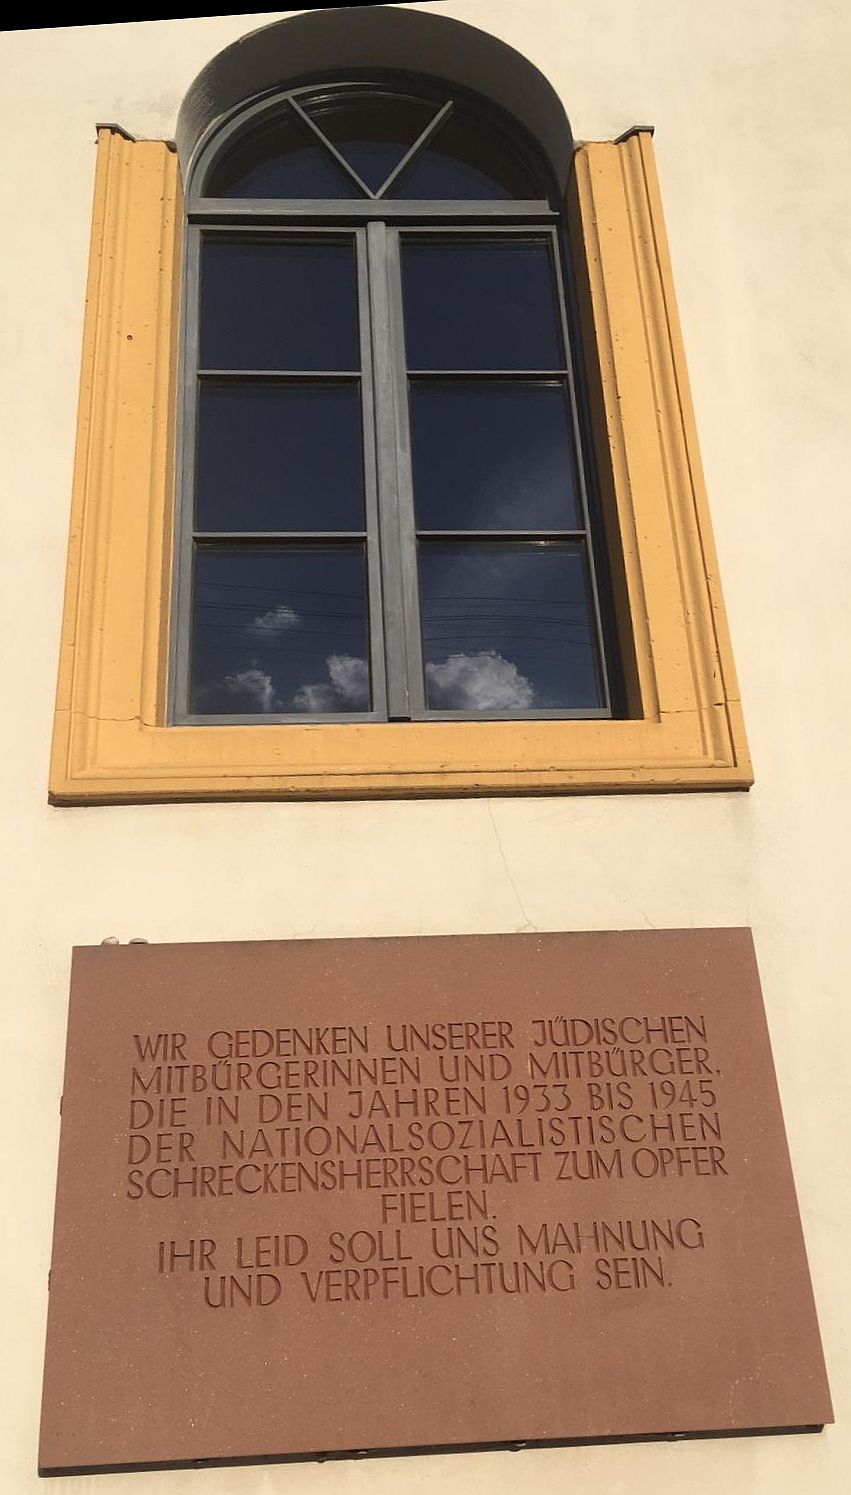 WIR GEDENKEN UNSERER JÜDISCHEN
MITBÜRGERINNEN UND MITBÜRGER,
DIE IN DEN JAHREN 1933 BIS 1945
DER NATIONALSOZIALISTISCHEN
SCHRECKENSHERRSCHAFT ZUM OPFER
FIELEN.
IHR LEID SOLL UNS MAHNUNG
UND VERPFLICHTUNG SEIN.